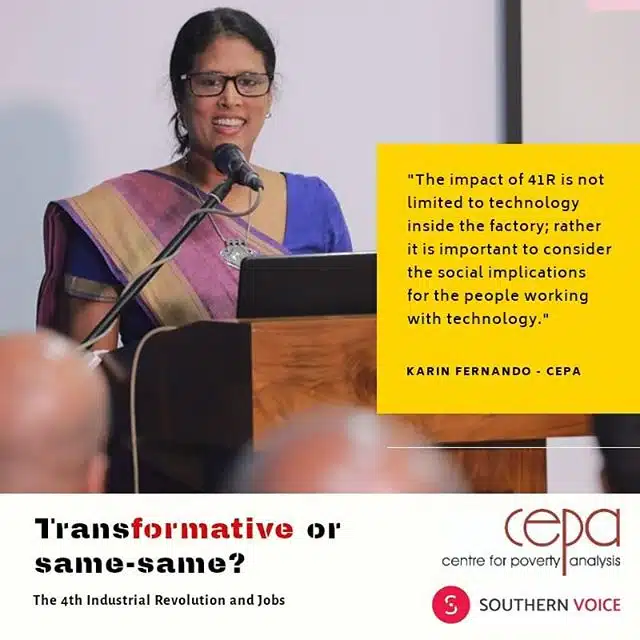 "The impact of 41R is not
limited to technology
inside the factory; rather
it is important to consider
the social implications
for the people working
with technology."
KARIN FERNANDO - CEPA
Transformative or
same-same?
The 4th Industrial Revolution and Jobs
cepa
centre for poverty analysis
SOUTHERN VOICE